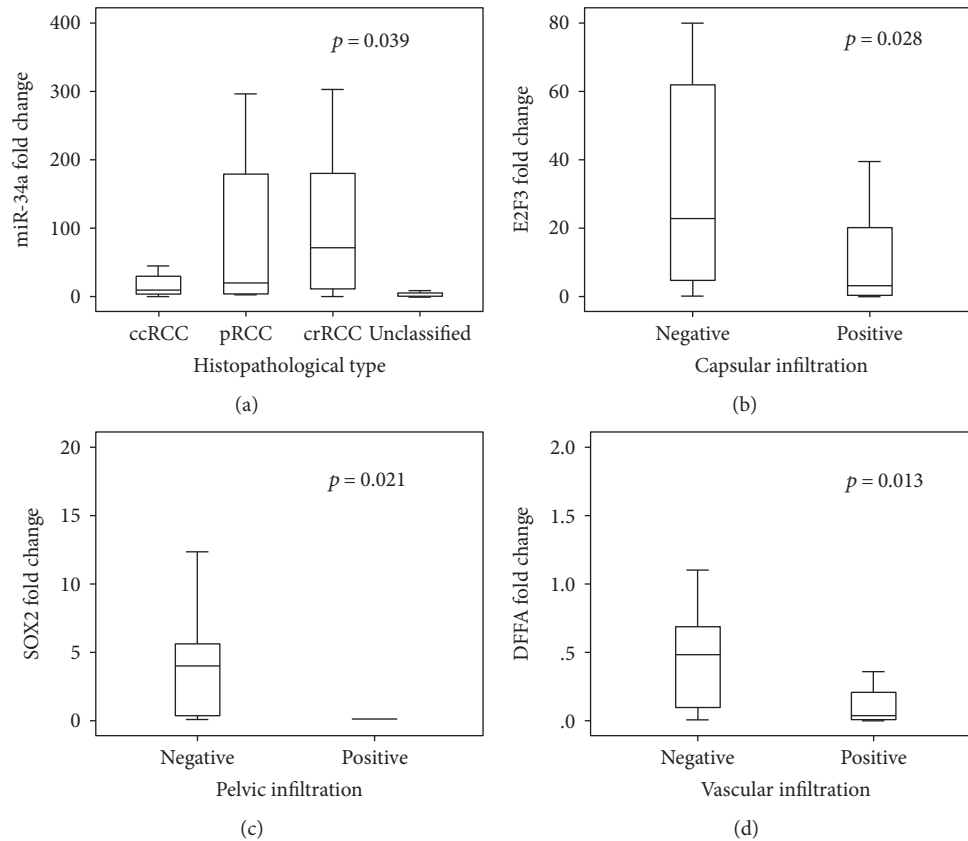 400
300
200
100
0
miR-34a fold change
p = 0.039
ccRCC pRCC crRCC Unclassified
Histopathological type
(a)
80
60
40
20
0
E2F3 fold change
p = 0.028
Negative Positive
Capsular infiltration
(b)
20
15
10
5
0
SOX2 fold change
p = 0.021
Negative Positive
Pelvic infiltration
(c)
2.0
1.5
1.0
.5
.0
DFFA fold change
p = 0.013
Negative Positive
Vascular infiltration
(d)